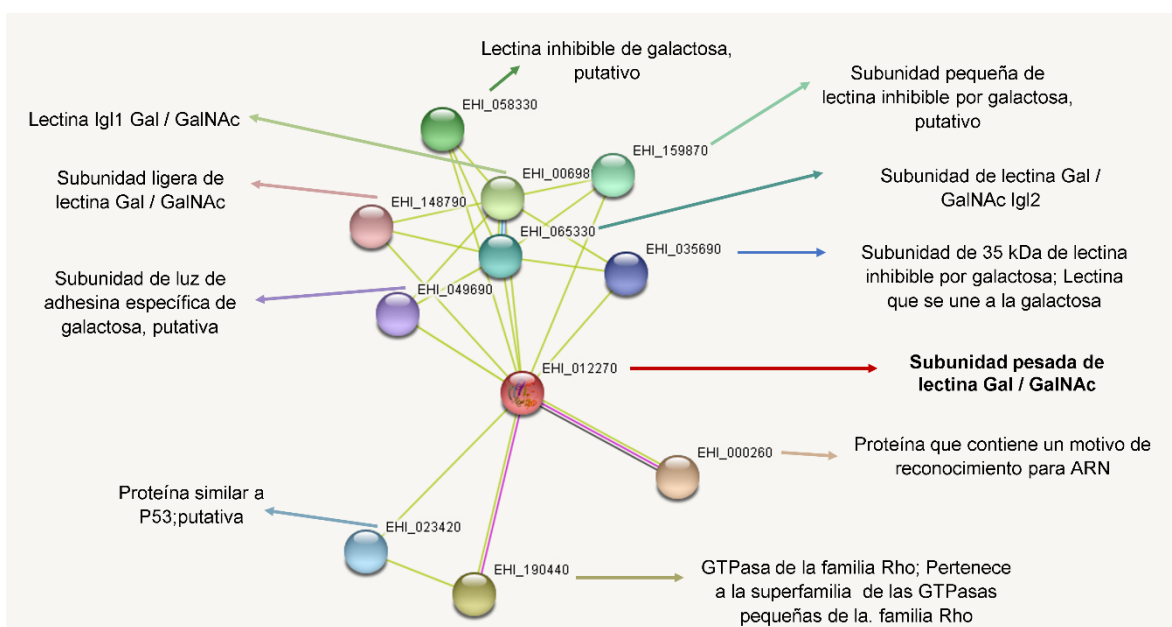 Lectina inhibible de galactosa,
putativo
EHI_058330
Subunidad pequeña de
lectina inhibible por galactosa,
putativo
Lectina Igl1 Gal / GalNAc
EHI_159870
EHI_00698
Subunidad ligera de
lectina Gal / GalNAc
EHI_148790
Subunidad de lectina Gal /
GalNAc Igl2
EHI_065330
EHI_035690
Subunidad de 35 kDa de lectina
inhibible por galactosa; Lectina
que se une a la galactosa
Subunidad de luz de
adhesina específica de
galactosa, putativa
EHI_049690
EHI_012270
Subunidad pesada de
lectina Gal / GalNAc
EHI_000260
Proteína que contiene un motivo de
reconocimiento para ARN
Proteína similar a
P53;putativa
EHI_023420
EHI_190440
GTPasa de la familia Rho; Pertenece
a la superfamilia de las GTPasas
pequeñas de la. familia Rho